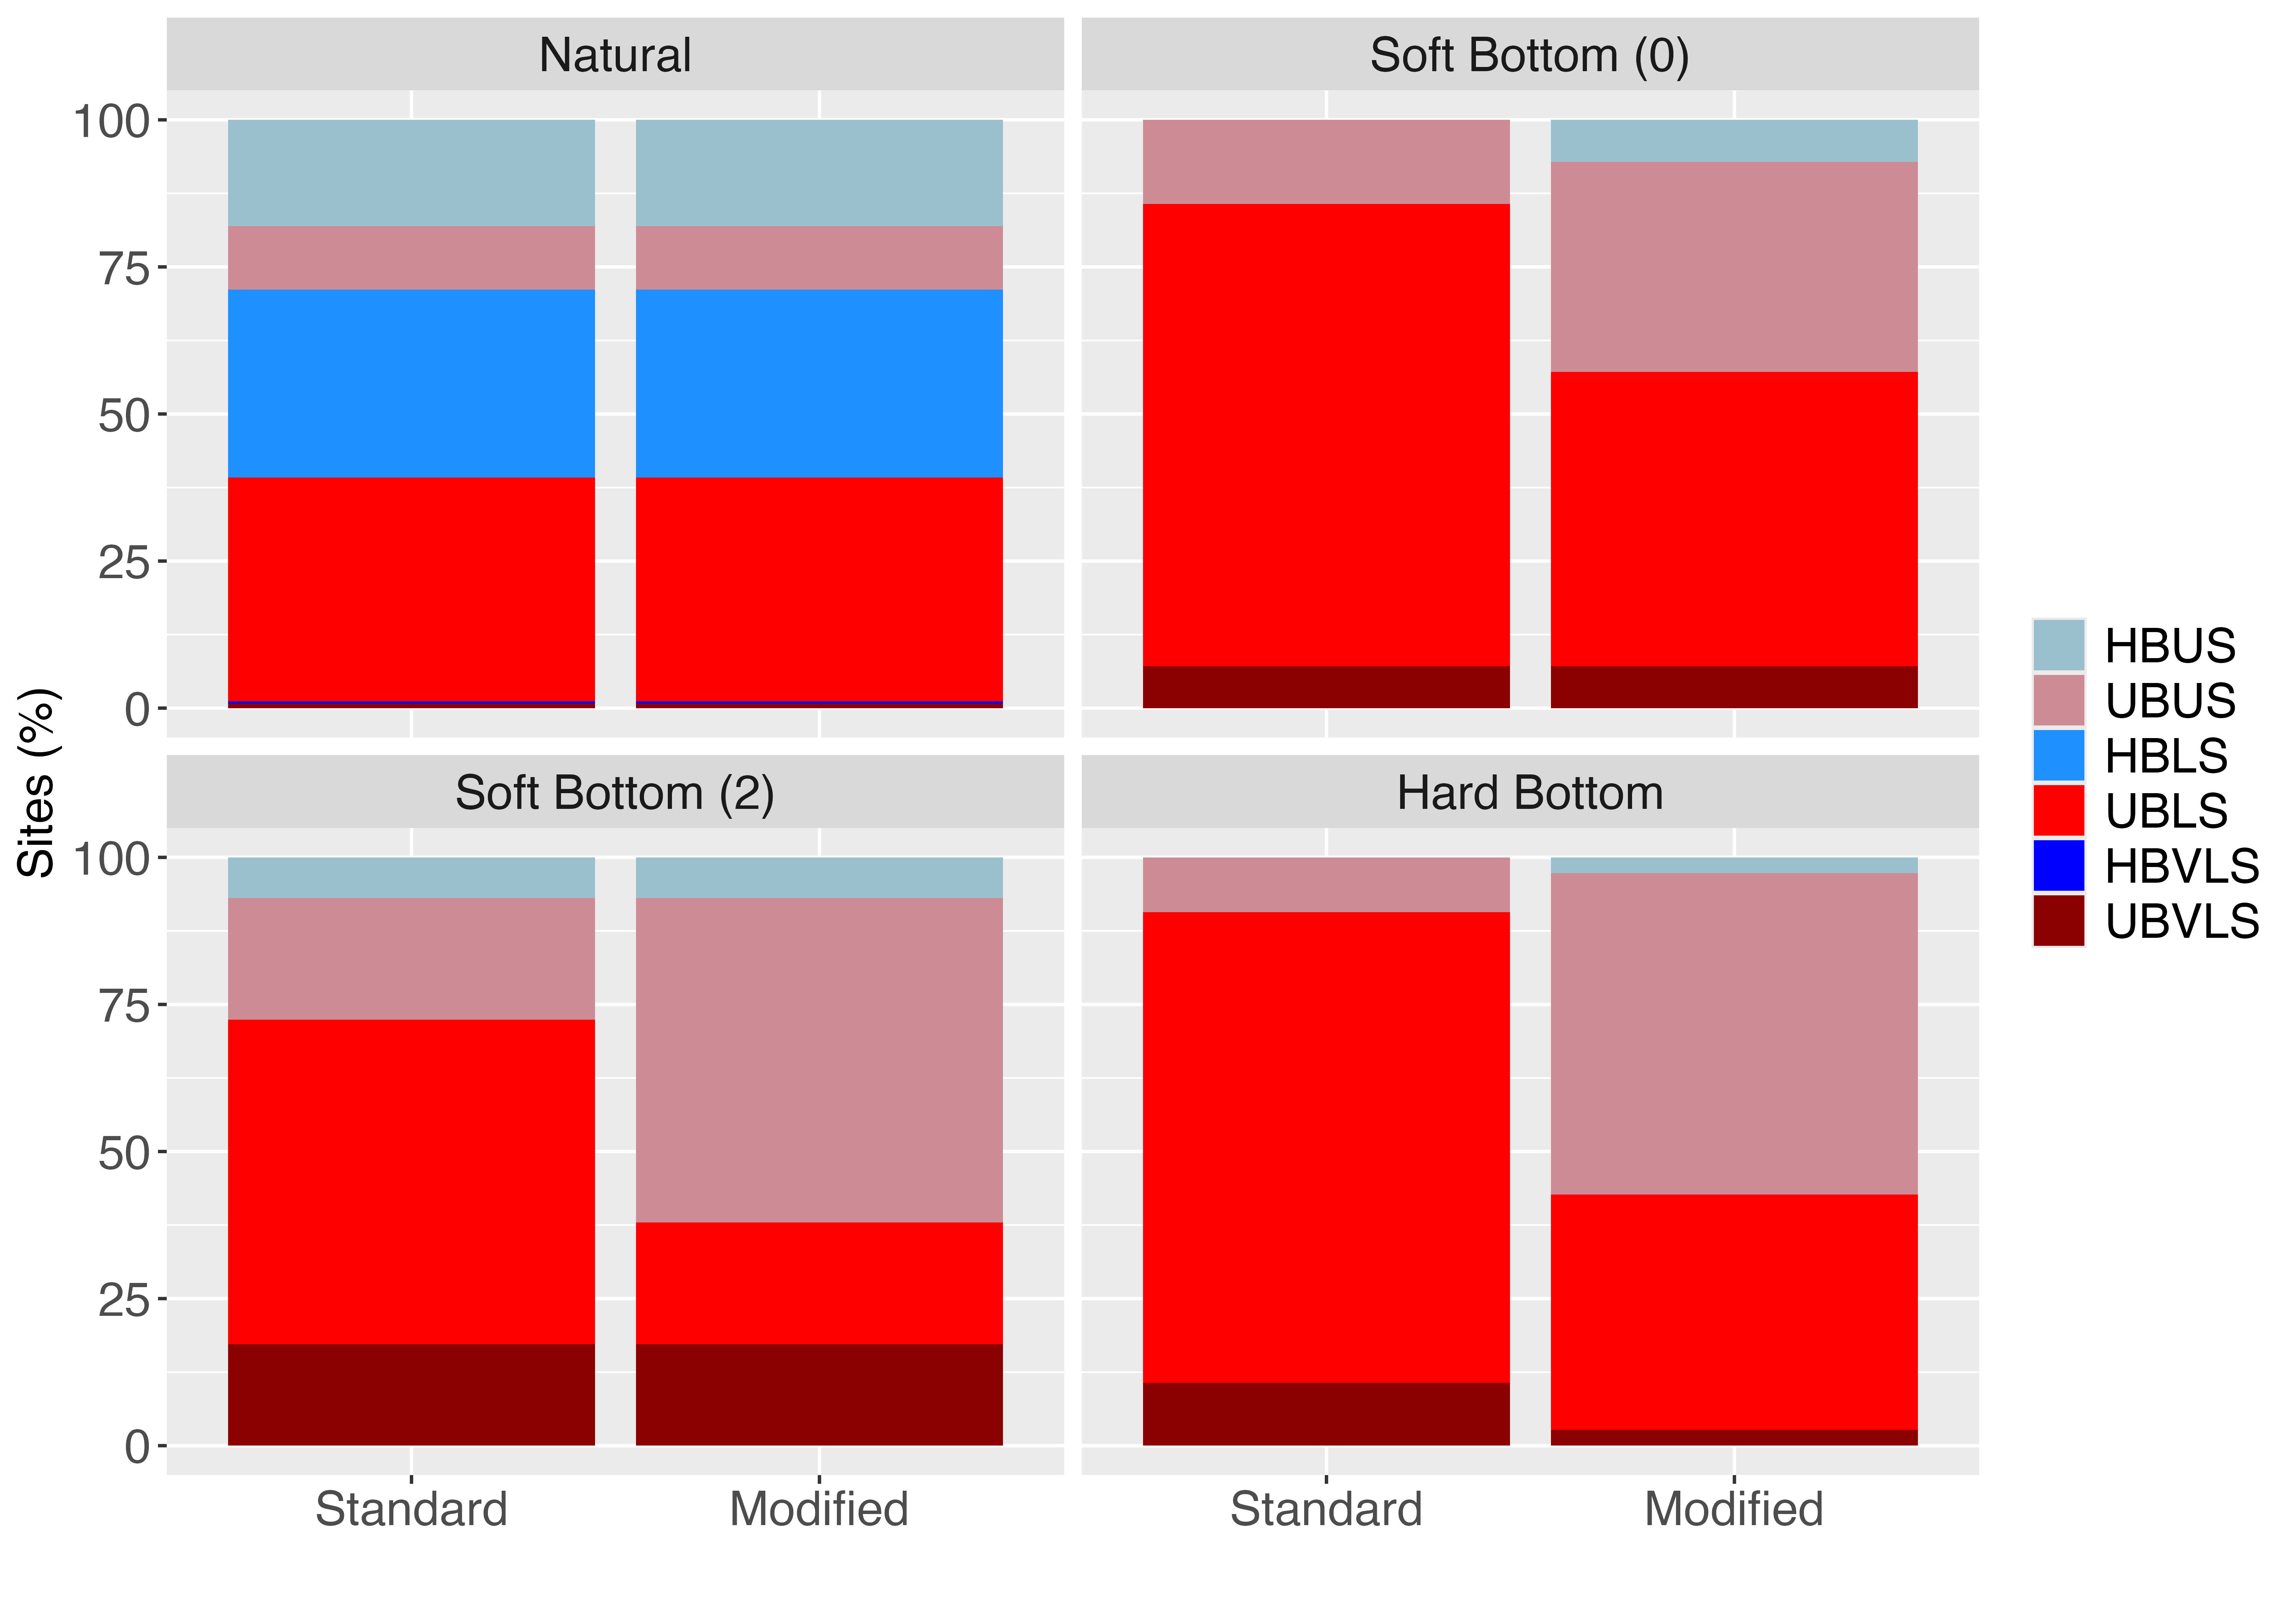 Natural
Soft Bottom (0)
100
75
50
25
0
Soft Bottom (2)
Hard Bottom
100
75
50
25
0
Sites (%)
Standard
Modified
Standard
Modified
HBUS
UBUS
HBLS
UBLS
HBVLS
UBVLS